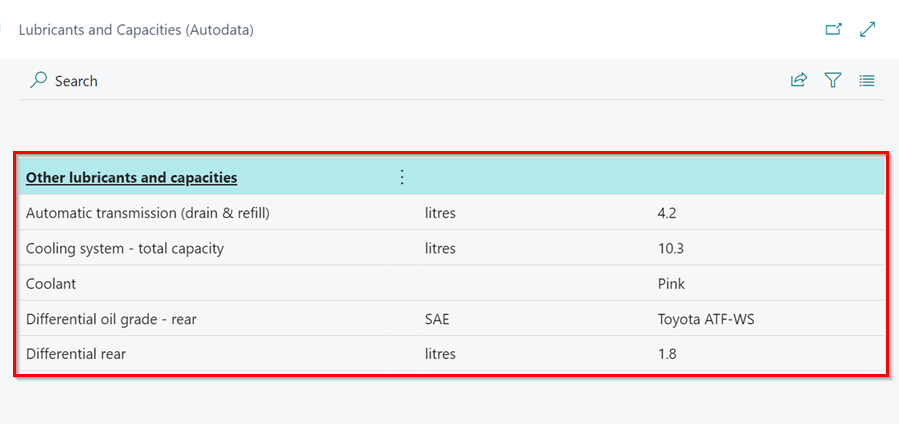 Lubricants and Capacities (Autodata)
Search
Other lubricants and capacities
Automatic transmission (drain & refill) litres 4.2
Cooling system - total capacity litres 10.3
Coolant Pink
Differential oil grade - rear SAE Toyota ATF-WS
Differential rear litres 1.8